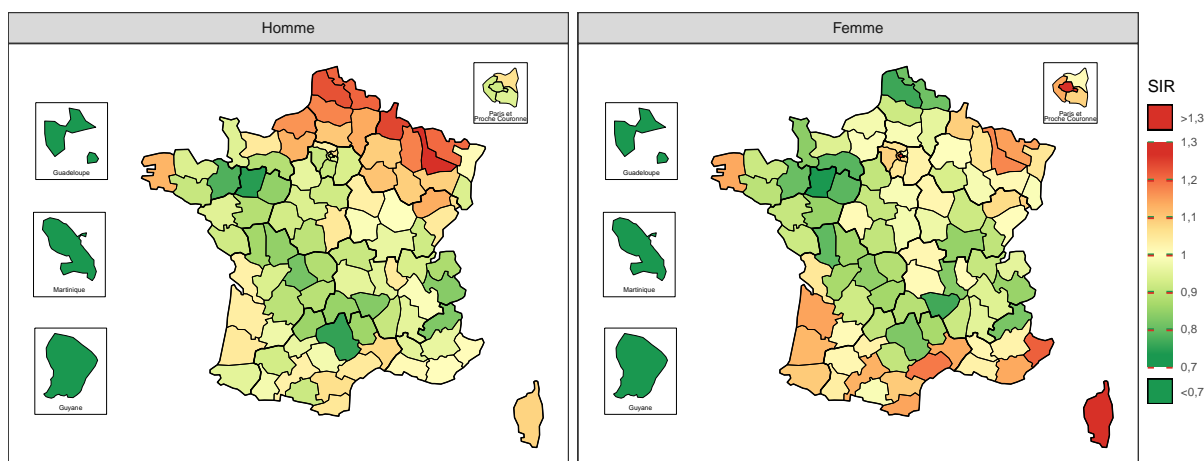 Homme
Femme
Guadeloupe
Martinique
Guyane
Paris et
Proche Couronne
Guadeloupe
Martinique
Guyane
Paris et
Proche Couronne
SIR
>1,3
1,3
1,2
1,1
1
0,9
0,8
0,7
<0,7